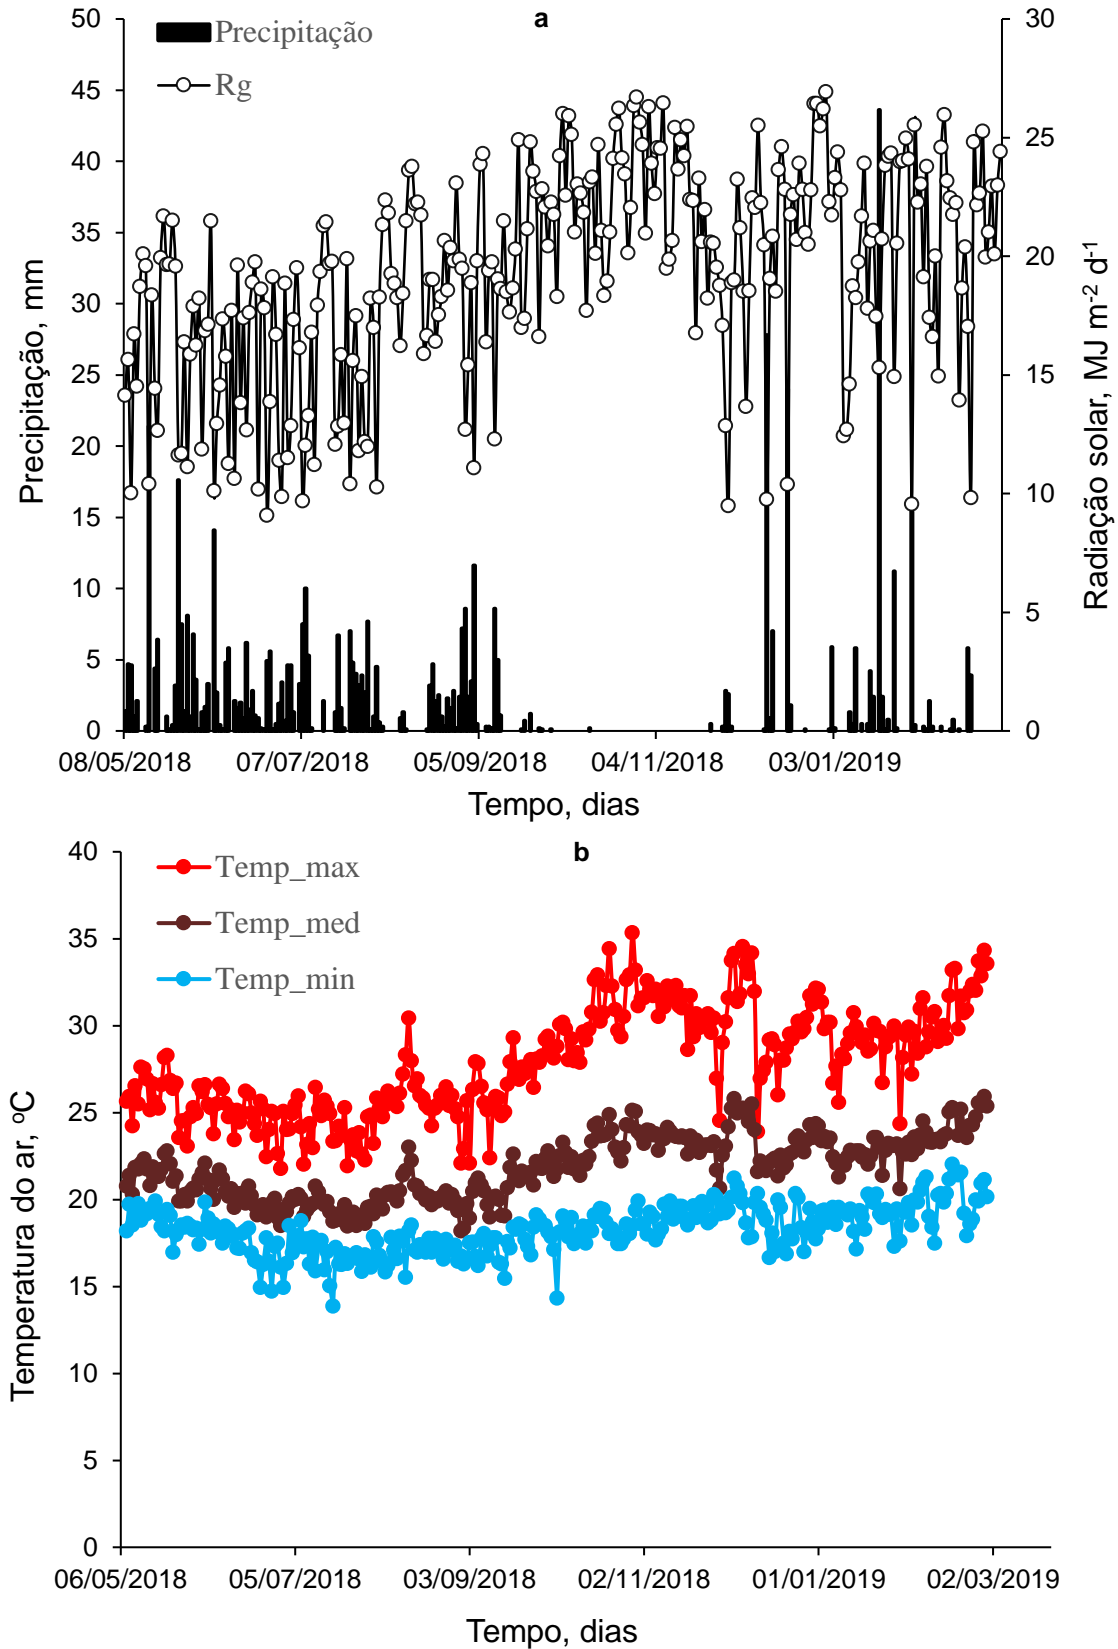 a
Precipitação
Rg
50
45
40
35
30
25
20
15
10
5
0
Precipitação, mm
30
25
20
15
10
5
0
Radiação solar, MJ m-2 d-1
08/05/2018 07/07/2018 05/09/2018 04/11/2018 03/01/2019
Tempo, dias
b
Temp_max
Temp_med
Temp_min
40
35
30
25
20
15
10
5
0
Temperatura do ar, ºC
06/05/2018 05/07/2018 03/09/2018 02/11/2018 01/01/2019 02/03/2019
Tempo, dias